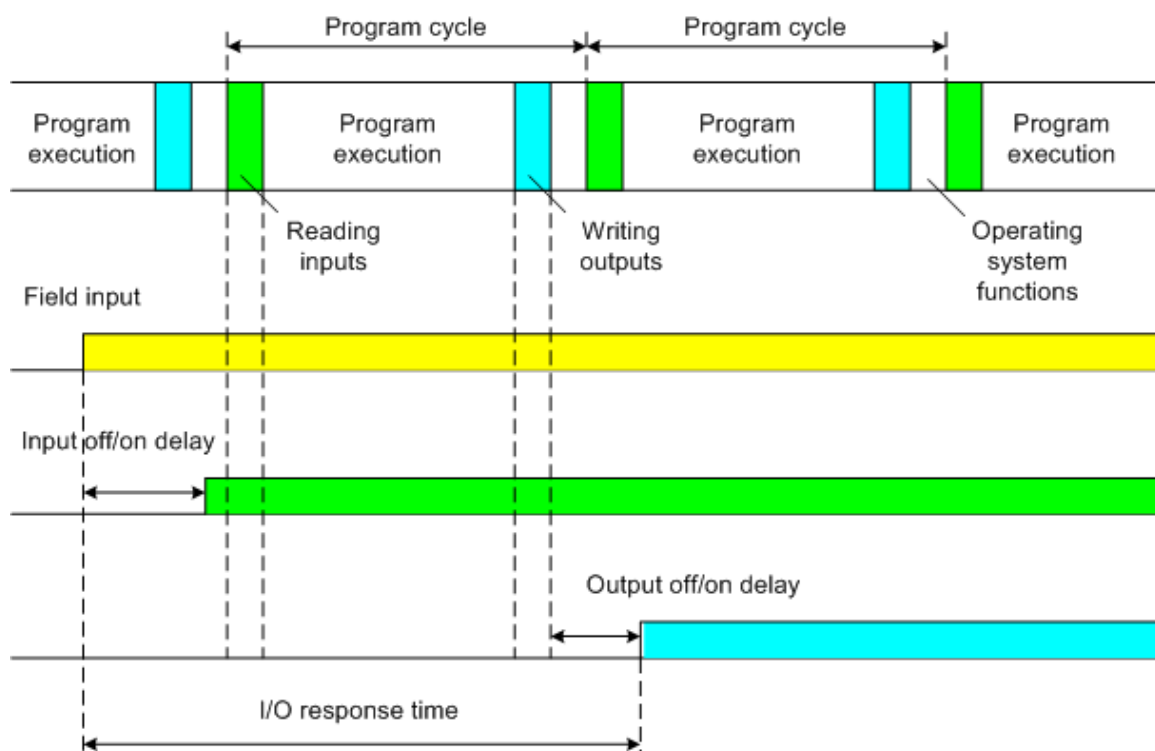 Program cycle
Program cycle
Program
execution
Program
execution
Program
execution
Program
execution
Reading
inputs
Writing
outputs
Operating
system
functions
Field input
Input off/on delay
Output off/on delay
I/O response time